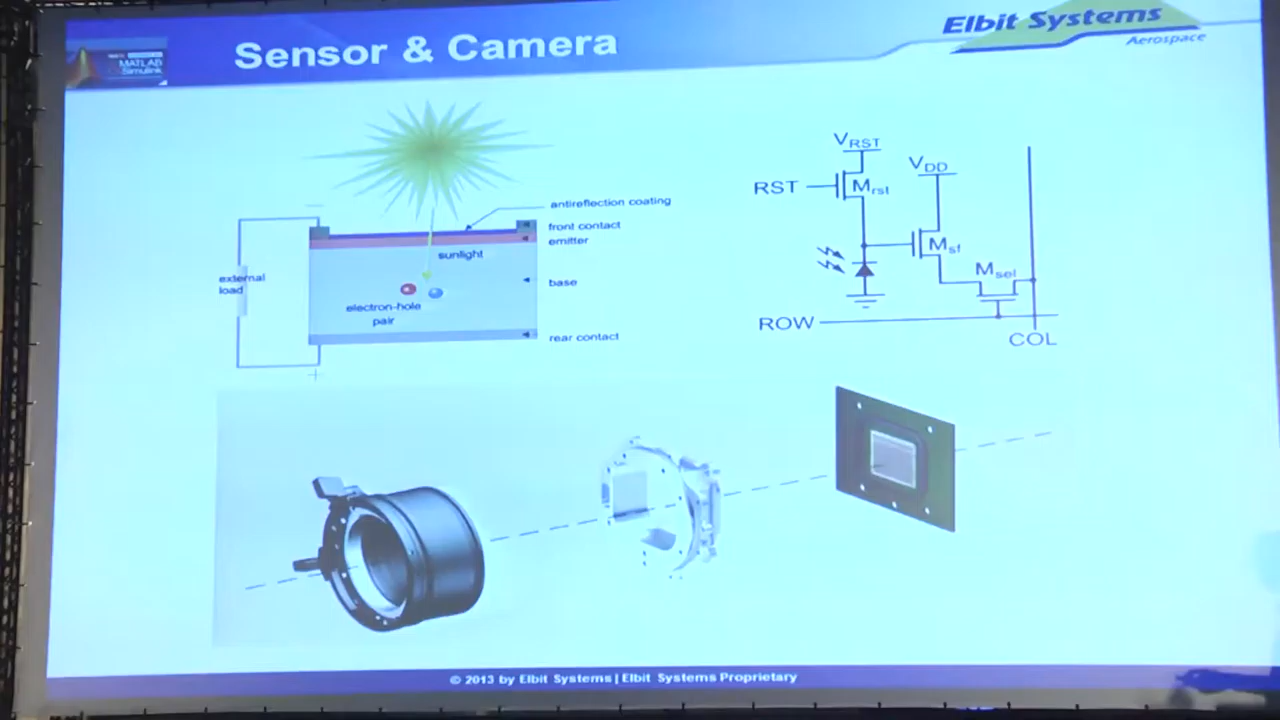 MATLAB
Simulink
Sensor & Camera
Elbit Systems
Aerospace
antireflection coating
front contact
emitter
sunlight
external
load
base
electron-hole
pair
rear contact
VRST
RST
Mrst
VDD
Msf
Msel
ROW
COL
© 2013 by Elbit Systems | Elbit Systems Proprietary